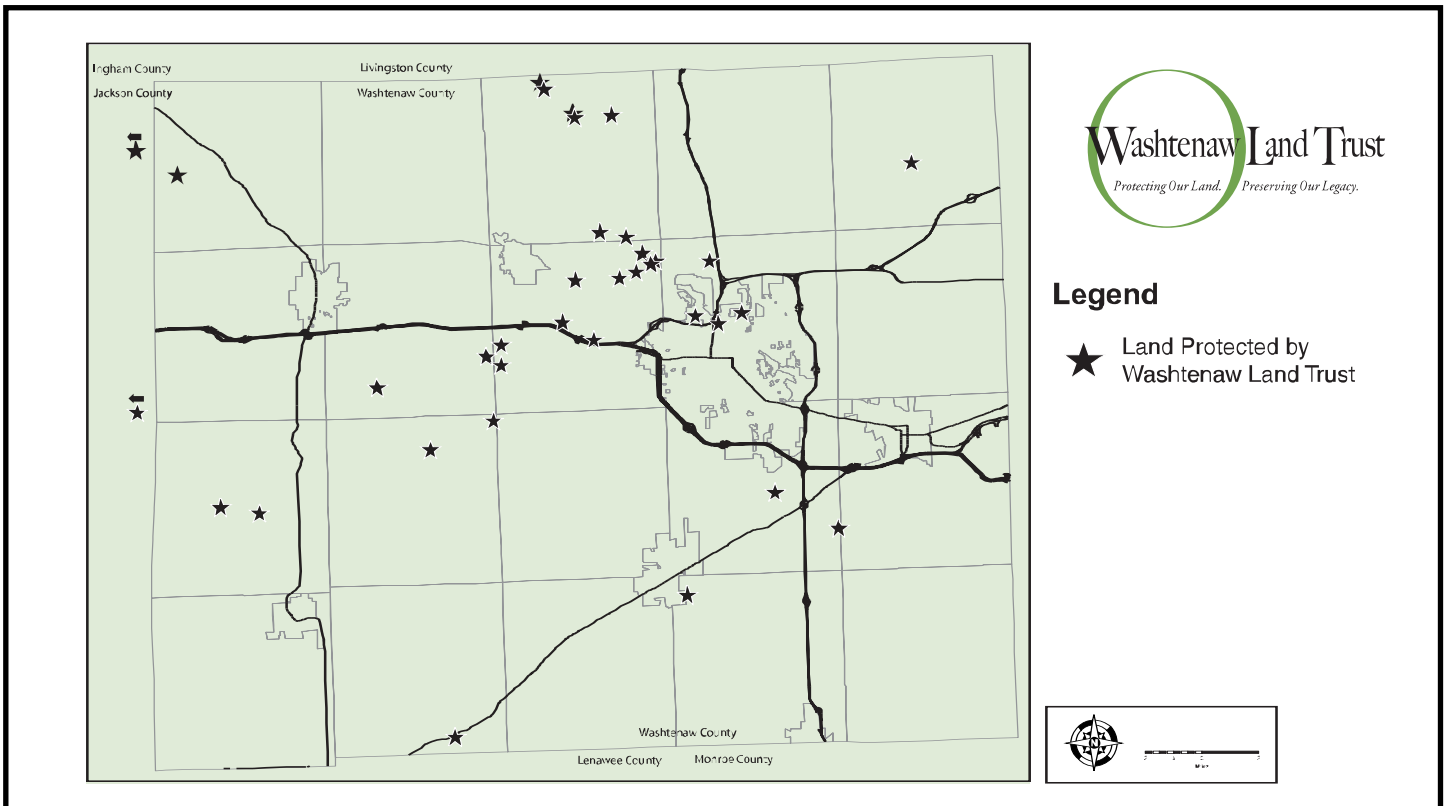 Ingham County
Livingston County
Jackson County
Washtenaw County
Washtenaw Land Trust
Protecting Our Land. Preserving Our Legacy.
Legend
Land Protected by
Washtenaw Land Trust
Washtenaw County
Lenawee County
Monroe County